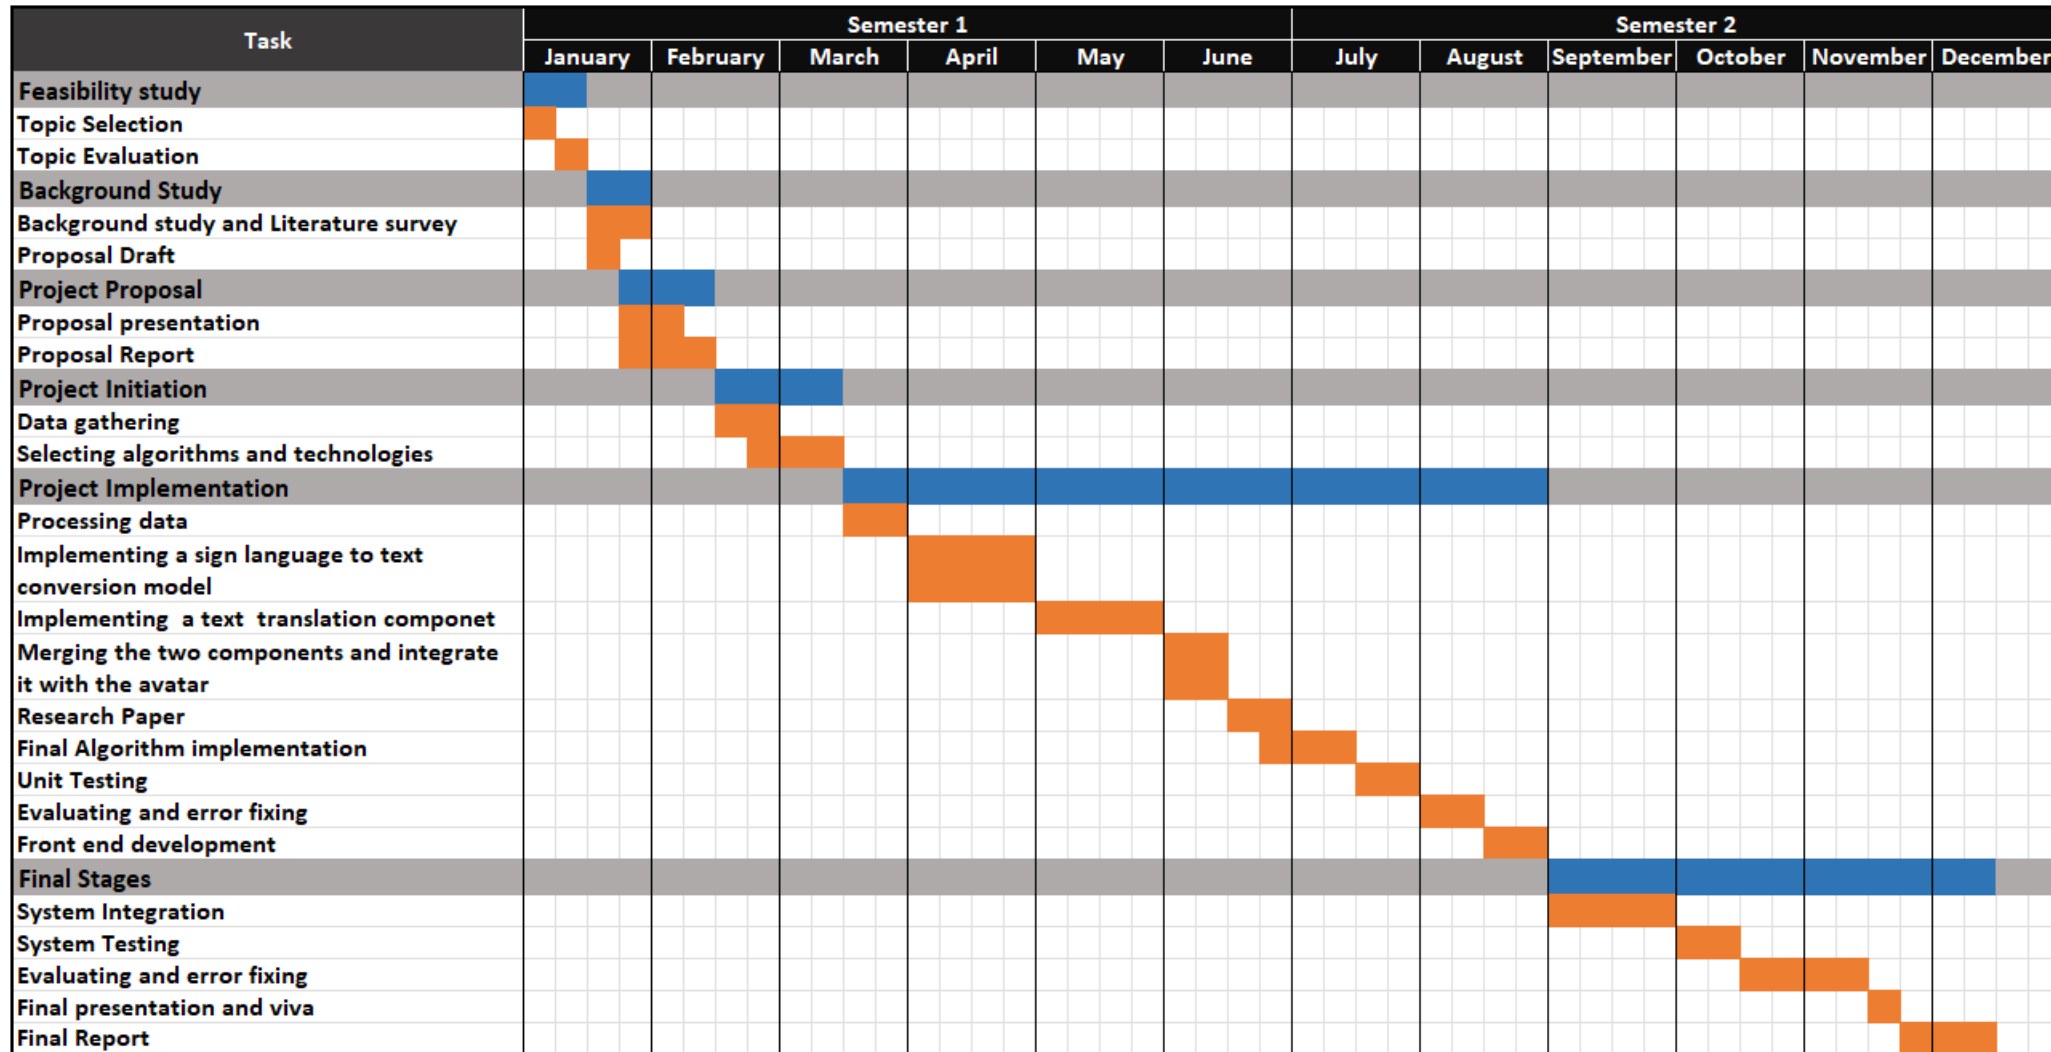 Task
Semester 1
Semester 2
January
February
March
April
May
June
July
August
September
October
November
December
Feasibility study
Topic Selection
Topic Evaluation
Background Study
Background study and Literature survey
Proposal Draft
Project Proposal
Proposal presentation
Proposal Report
Project Initiation
Data gathering
Selecting algorithms and technologies
Project Implementation
Processing data
Implementing a sign language to text
conversion model
Implementing  a text  translation componet
Merging the two components and integrate
it with the avatar
Research Paper
Final Algorithm implementation
Unit Testing
Evaluating and error fixing
Front end development
Final Stages
System Integration
System Testing
Evaluating and error fixing
Final presentation and viva
Final Report